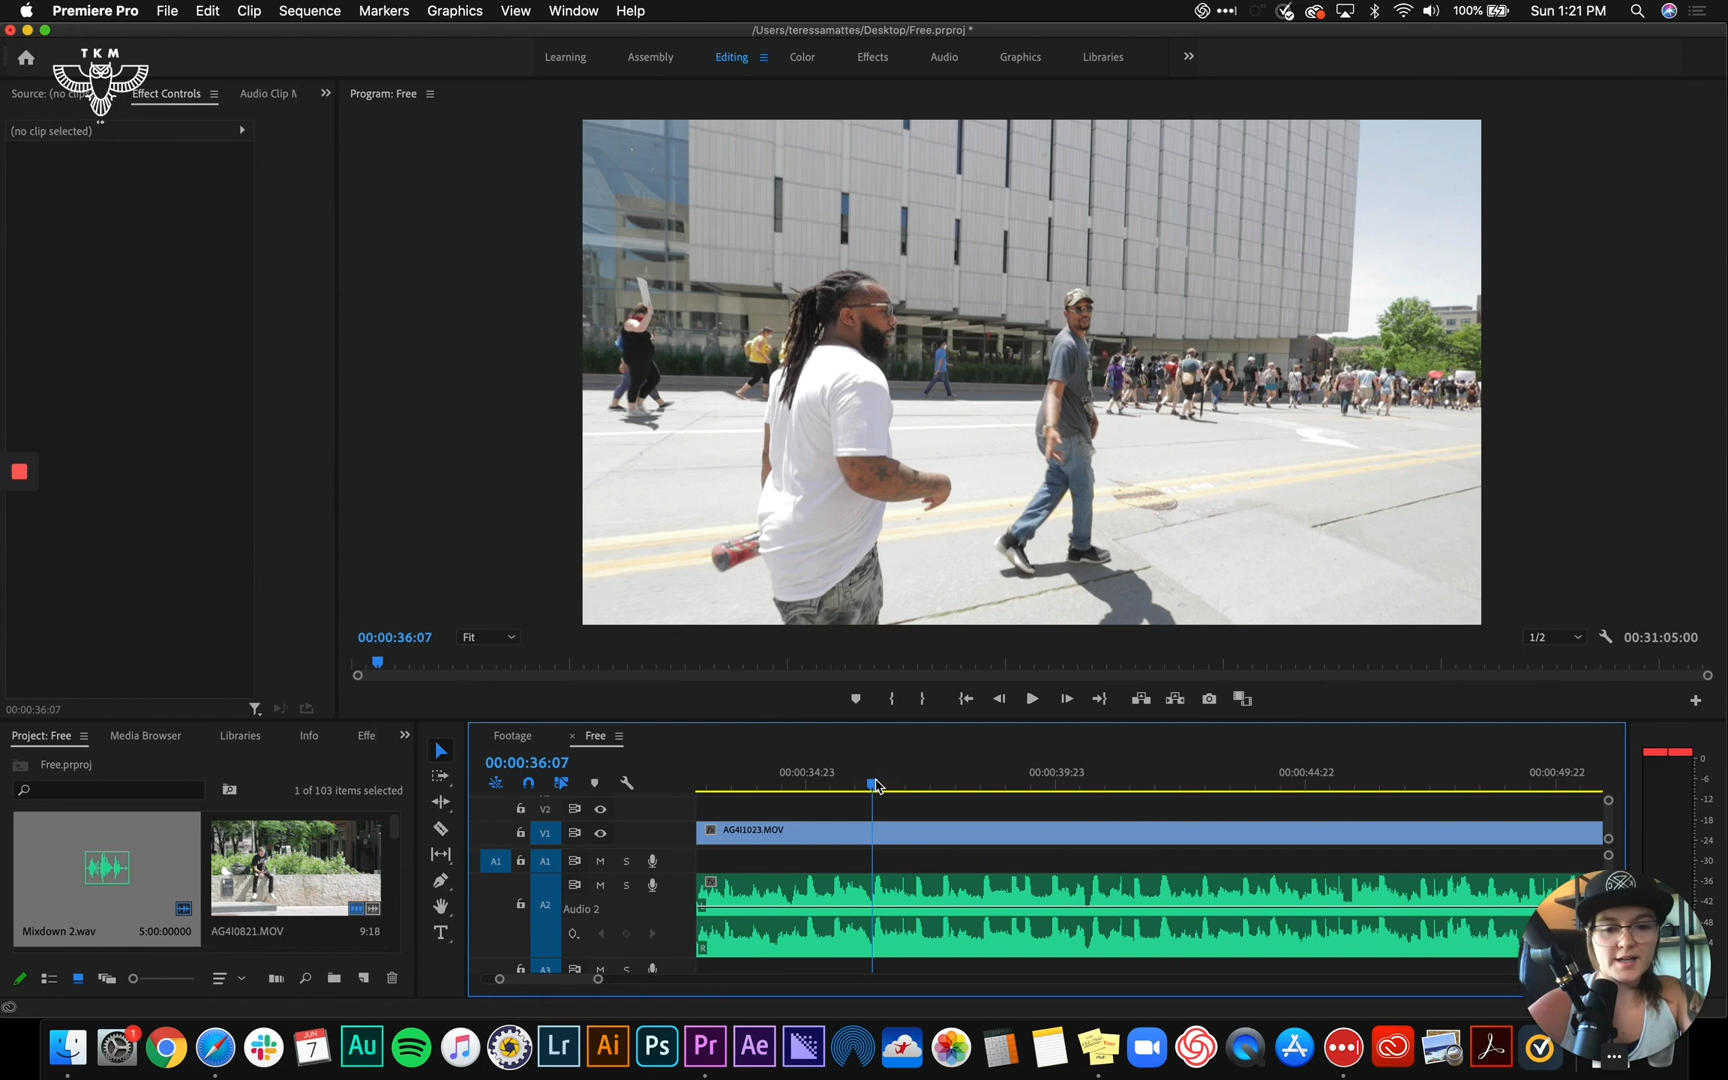 Premiere Pro File Edit Clip Sequence Markers Graphics View Window Help 100% Sun 1:21 PM
/Users/teressamattes/Desktop/Free.prproj *
TKM
Learning Assembly Editing Effects Color Audio Graphics Libraries
Source: (no clip Effect Controls Audio Clip M Program: Free
(no clip selected)
00:00:36:07 Fit 1/2 00:31:05:00
00:00:36:07
Project: Free Media Browser Libraries Info Effe Footage × Free
Free.prproj 00:00:36:07
1 of 103 items selected
00:00:34:23 00:00:39:23 00:00:44:22 00:00:49:22
V2
V1 AG4I1023.MOV
A1 A1 M S
A2 M S
Audio 2
L
R
A3 M S
Mixdown 2.wav 5:00:00000 AG4I0821.MOV 9:18
0
-6
-12
-18
-24
-30
-36
-42
JUN
7
1
Au Lr Ai Ps Pr Ae